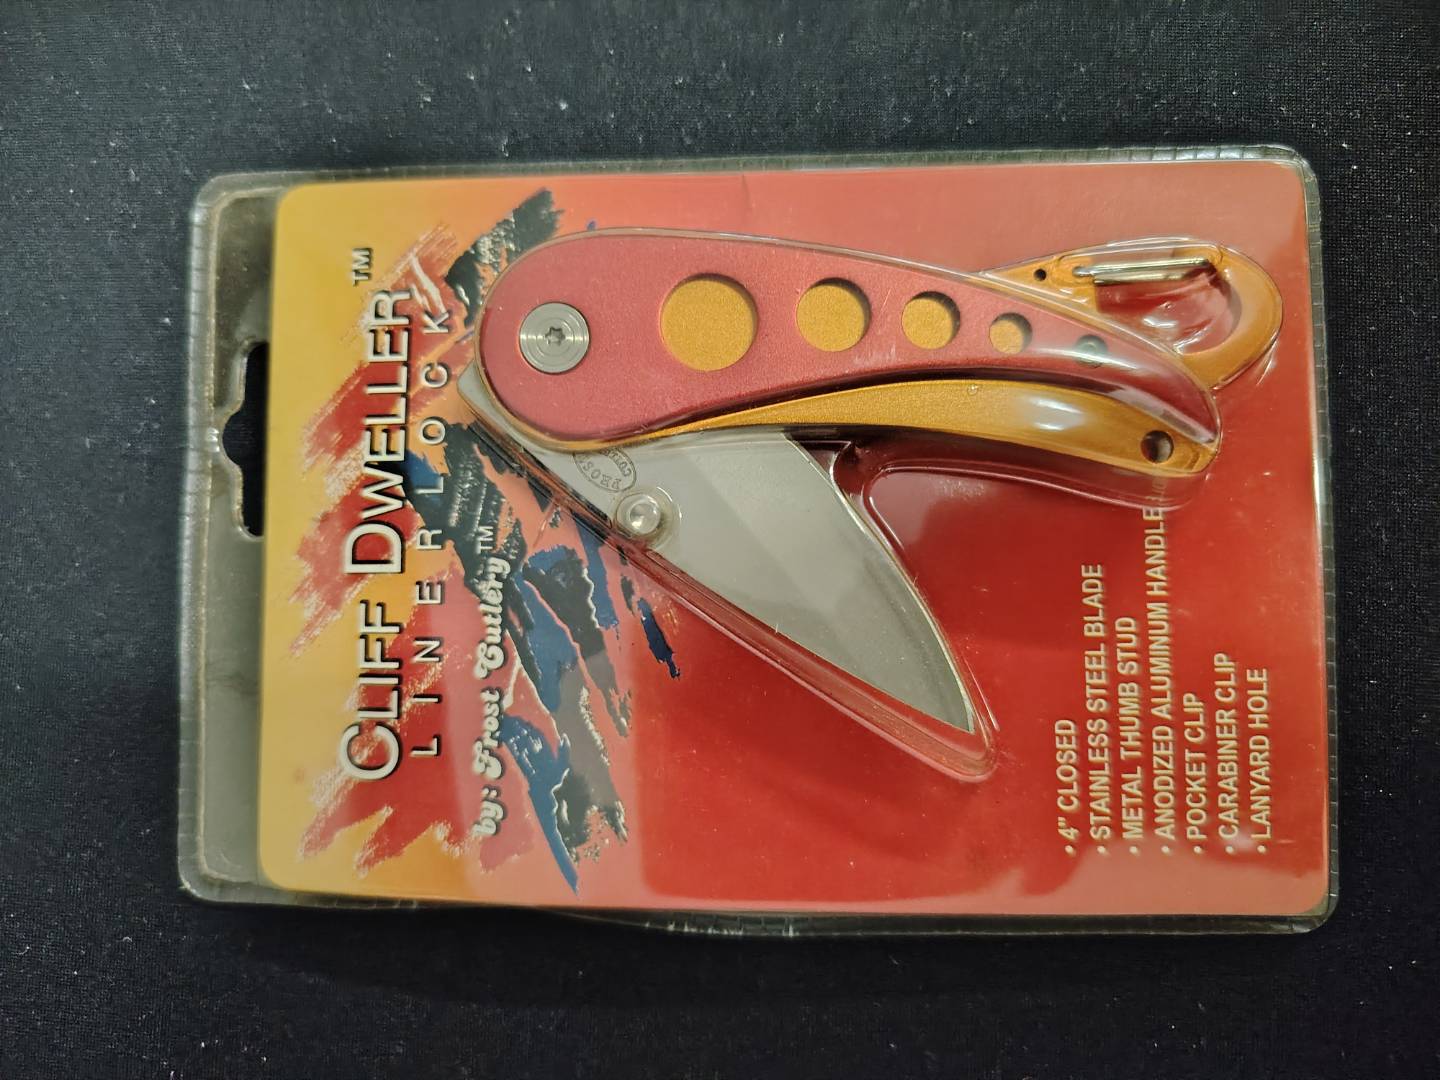 CLIFF DWELLER™
LINERLOCK
by: Frost Cutlery™
• 4" CLOSED
• STAINLESS STEEL BLADE
• METAL THUMB STUD
• ANODIZED ALUMINUM HANDLE
• POCKET CLIP
• CARABINER CLIP
• LANYARD HOLE